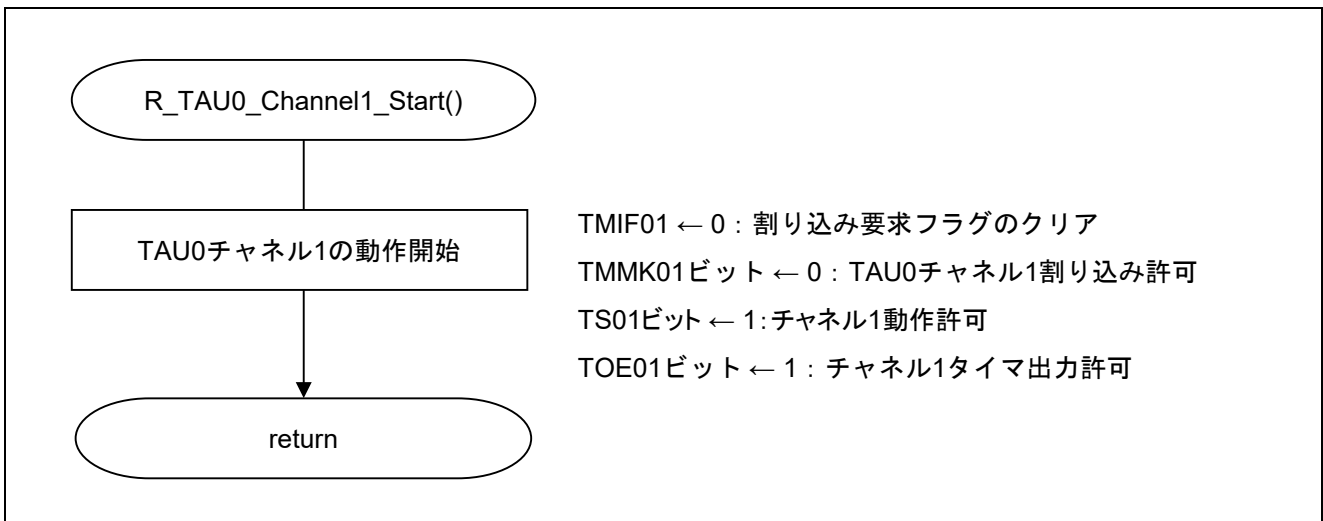 R_TAU0_Channel1_Start()
TAU0チャネル1の動作開始
TMIF01 ← 0：割り込み要求フラグのクリア
TMMK01ビット ← 0：TAU0チャネル1割り込み許可
TS01ビット ← 1：チャネル1動作許可
TOE01ビット ← 1：チャネル1タイマ出力許可
return